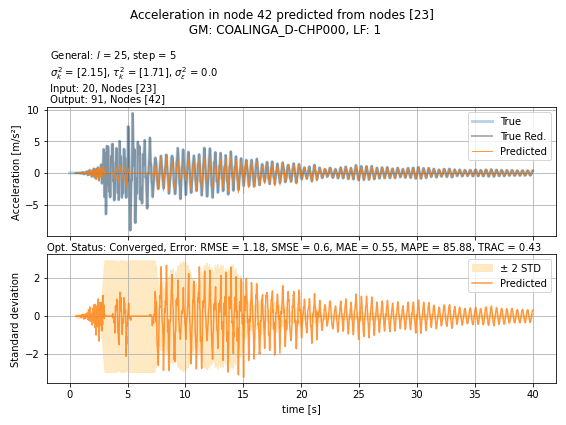 Acceleration in node 42 predicted from nodes [23]
GM: COALINGA_D-CHP000, LF: 1
General: l = 25, step = 5
σ²ₖ = [2.15], τ²ₖ = [1.71], σ²ε = 0.0
Input: 20, Nodes [23]
Output: 91, Nodes [42]
Acceleration [m/s²]
10
5
0
−5
True
True Red.
Predicted
Opt. Status: Converged, Error: RMSE = 1.18, SMSE = 0.6, MAE = 0.55, MAPE = 85.88, TRAC = 0.43
Standard deviation
2
0
−2
± 2 STD
Predicted
0 5 10 15 20 25 30 35 40
time [s]